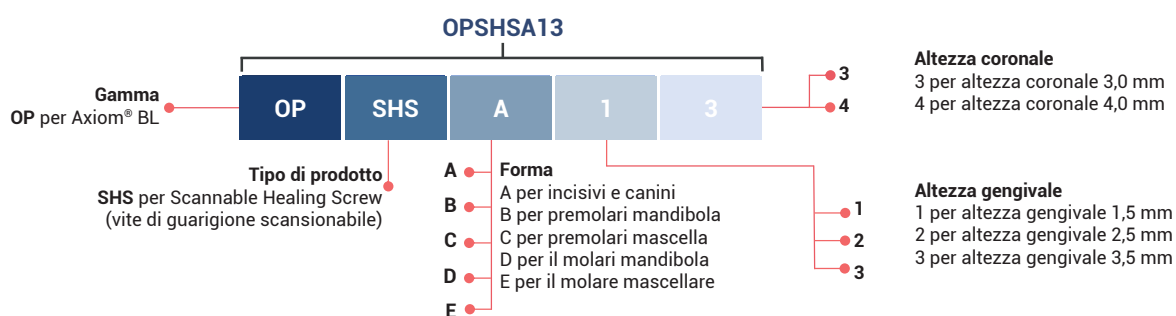 OPSHSA13
Gamma
OP per Axiom® BL
OP
SHS
A
1
3
3
4
Altezza coronale
3 per altezza coronale 3,0 mm
4 per altezza coronale 4,0 mm
Tipo di prodotto
SHS per Scannable Healing Screw
(vite di guarigione scansionabile)
A
B
C
D
E
Forma
A per incisivi e canini
B per premolari mandibola
C per premolari mascella
D per il molari mandibola
E per il molare mascellare
1
2
3
Altezza gengivale
1 per altezza gengivale 1,5 mm
2 per altezza gengivale 2,5 mm
3 per altezza gengivale 3,5 mm